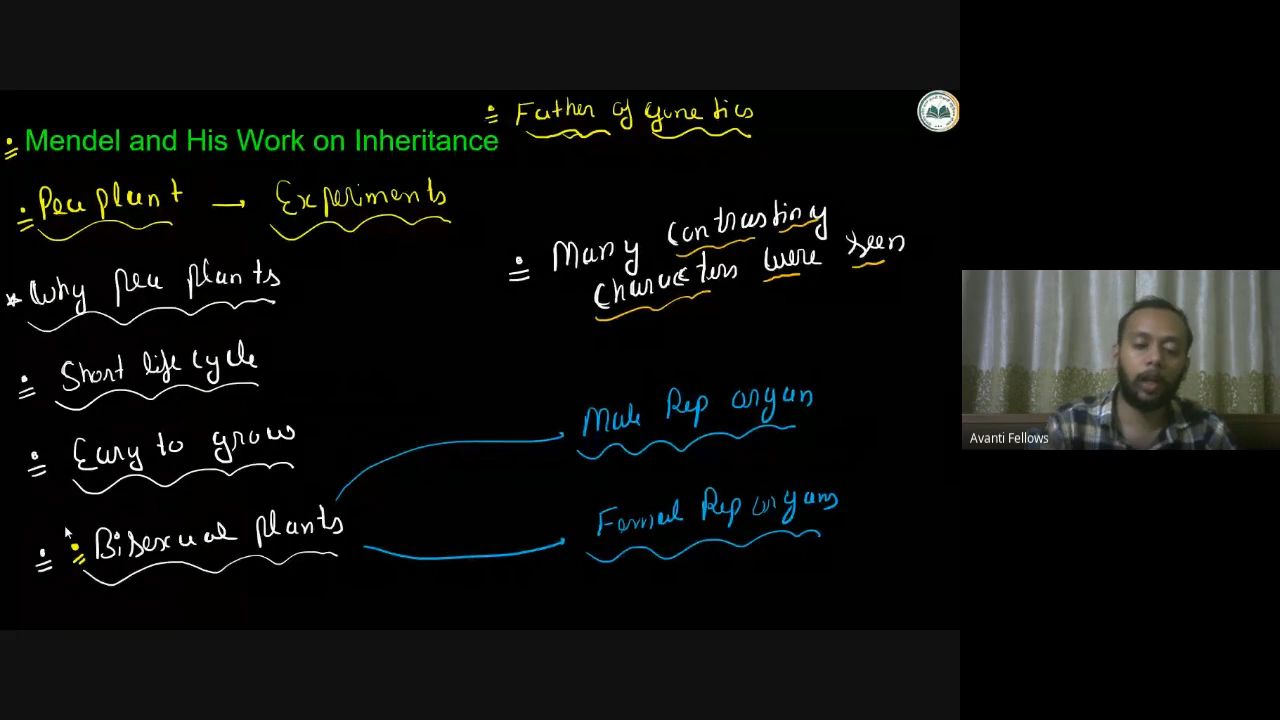 Father of genetics
Mendel and His Work on Inheritance
Pea plant → Experiments
Many contrasting
characters were seen
* Why pea plants
Short life cycle
Easy to grow
Bisexual plants
Male Rep organ
Femal Rep organs
Avanti Fellows